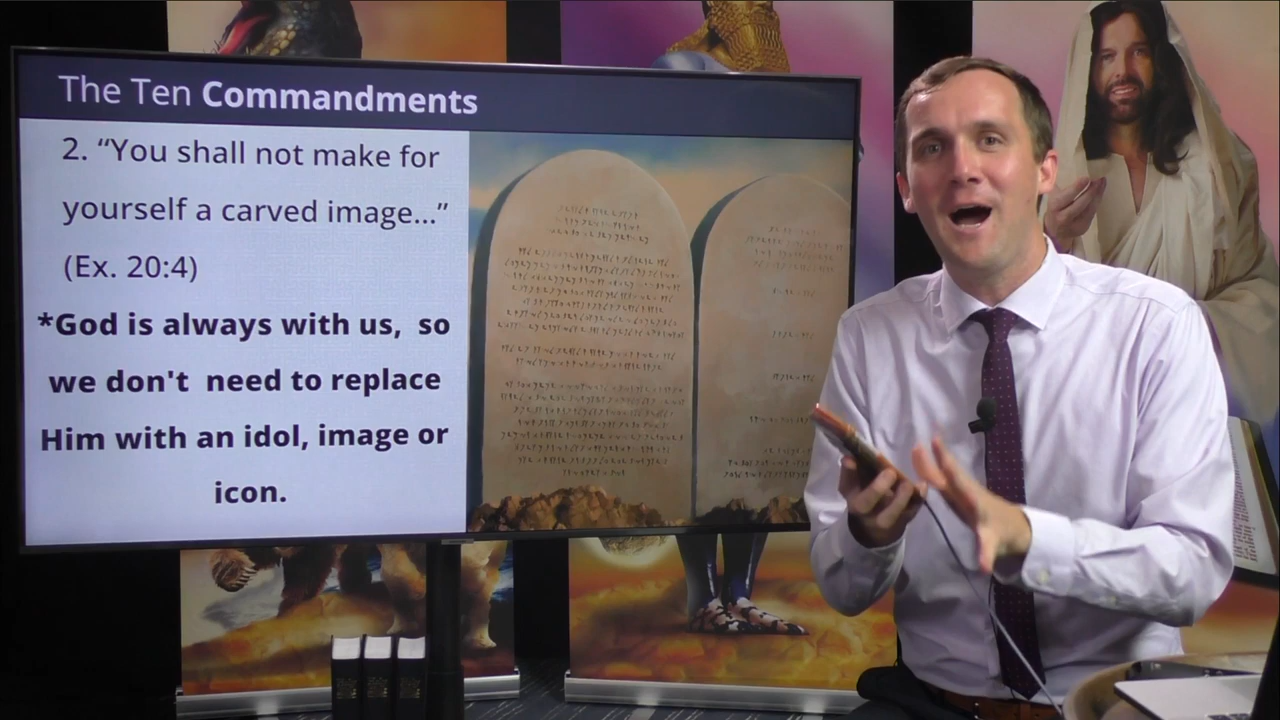 The Ten Commandments
2. “You shall not make for
yourself a carved image...”
(Ex. 20:4)
*God is always with us,  so
we don't  need to replace
Him with an idol, image or
icon.